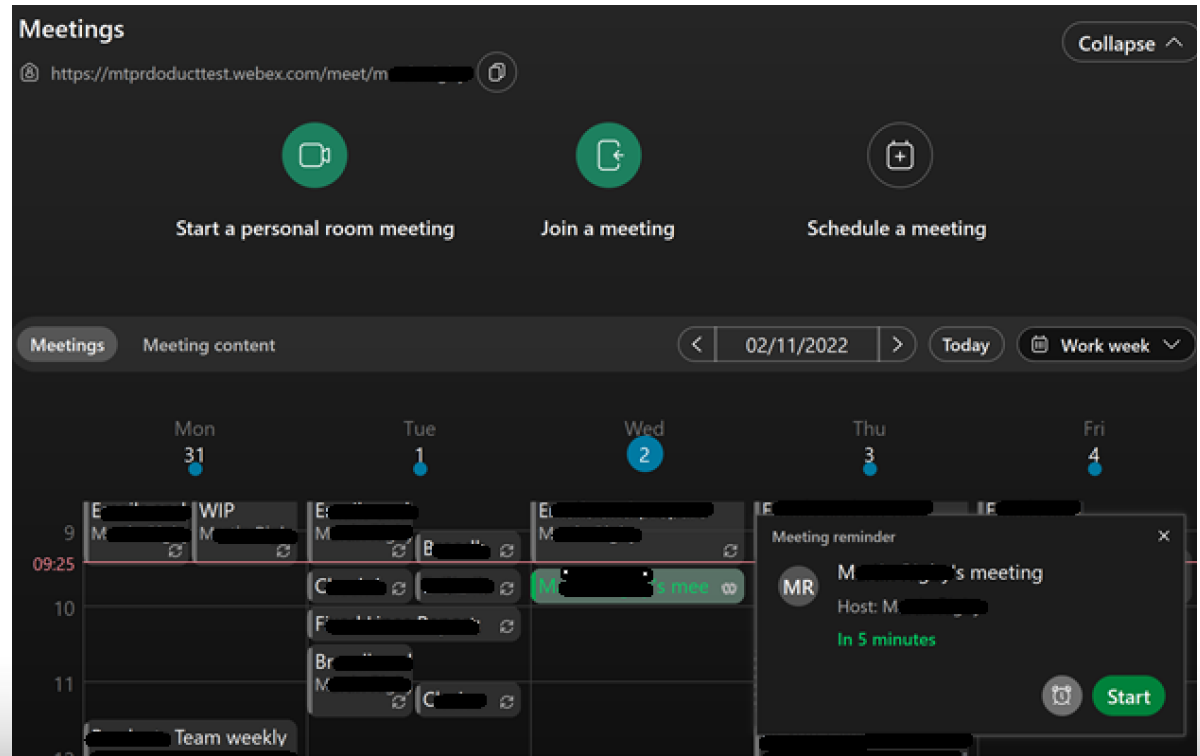 Meetings
Collapse
https://mtprdoducttest.webex.com/meet/m
Start a personal room meeting
Join a meeting
Schedule a meeting
Meetings
Meeting content
02/11/2022
Today
Work week
Mon
31
Tue
1
Wed
2
Thu
3
Fri
4
9
09:25
10
11
WIP
Team weekly
's mee
Meeting reminder
MR
's meeting
Host: M
In 5 minutes
Start